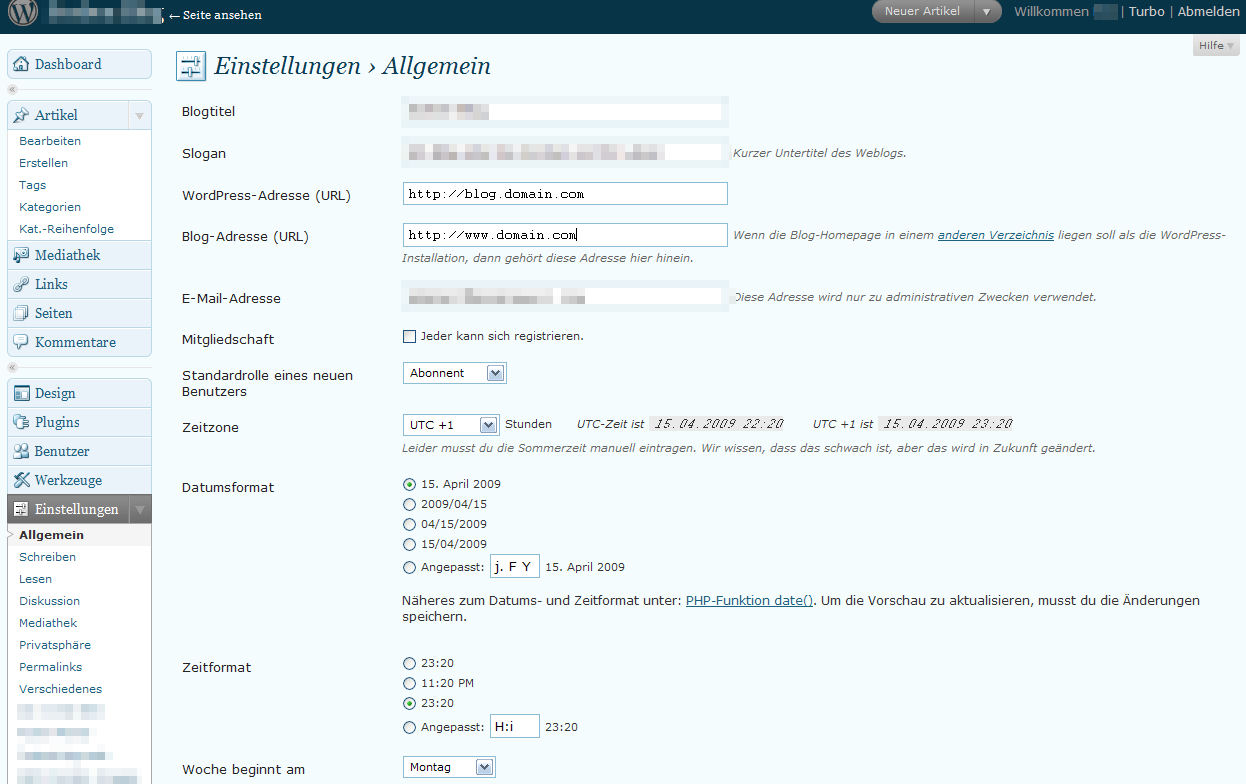 ←Seite ansehen
Neuer Artikel
Willkommen | Turbo | Abmelden
Hilfe
Dashboard
Artikel
Bearbeiten
Erstellen
Tags
Kategorien
Kat.-Reihenfolge
Mediathek
Links
Seiten
Kommentare
Design
Plugins
Benutzer
Werkzeuge
Einstellungen
Allgemein
Schreiben
Lesen
Diskussion
Mediathek
Privatsphäre
Permalinks
Verschiedenes
Einstellungen › Allgemein
Blogtitel
Slogan
Kurzer Untertitel des Weblogs.
WordPress-Adresse (URL)
http://blog.domain.com
Blog-Adresse (URL)
http://www.domain.com
Wenn die Blog-Homepage in einem anderen Verzeichnis liegen soll als die WordPress-
Installation, dann gehört diese Adresse hier hinein.
E-Mail-Adresse
Diese Adresse wird nur zu administrativen Zwecken verwendet.
Mitgliedschaft
Jeder kann sich registrieren.
Standardrolle eines neuen
Benutzers
Abonnent
Zeitzone
UTC +1 Stunden UTC-Zeit ist 15.04.2009 22:20 UTC +1 ist 15.04.2009 23:20
Leider musst du die Sommerzeit manuell eintragen. Wir wissen, dass das schwach ist, aber das wird in Zukunft geändert.
Datumsformat
15. April 2009
2009/04/15
04/15/2009
15/04/2009
Angepasst: j. F Y 15. April 2009
Näheres zum Datums- und Zeitformat unter: PHP-Funktion date(). Um die Vorschau zu aktualisieren, musst du die Änderungen
speichern.
Zeitformat
23:20
11:20 PM
23:20
Angepasst: H:i 23:20
Woche beginnt am
Montag